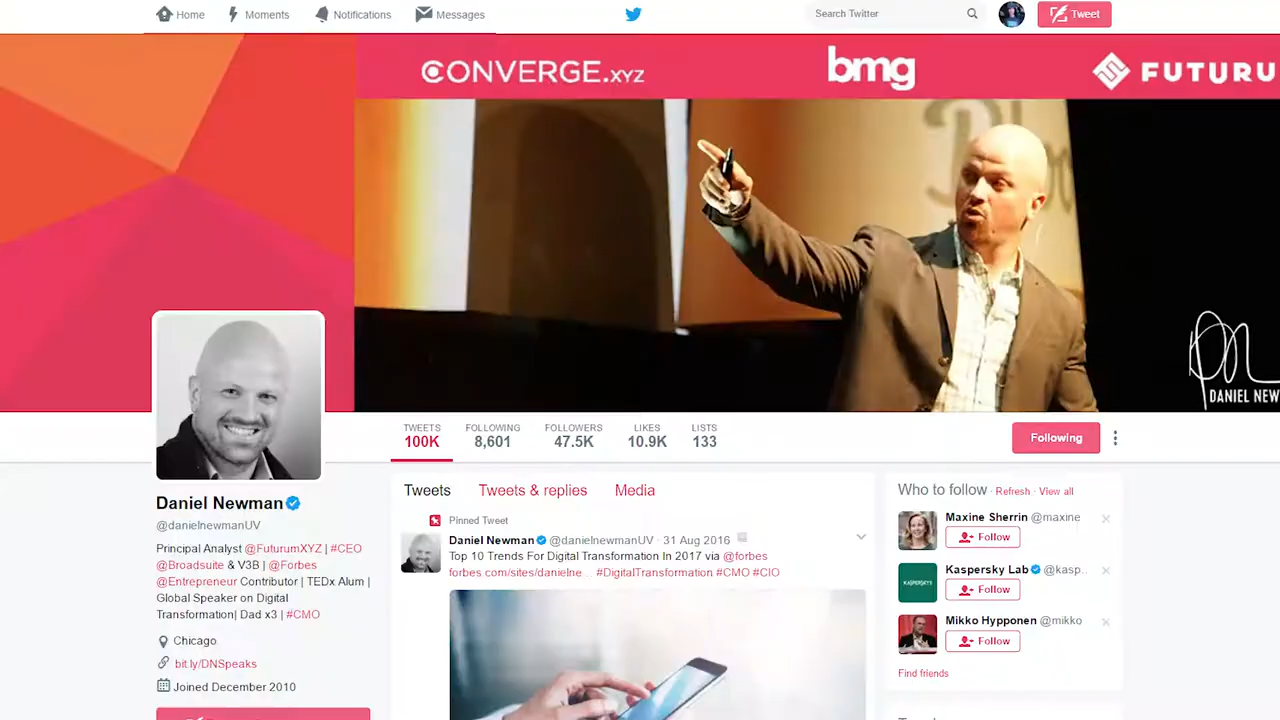 Home Moments Notifications Messages Search Twitter Tweet
CONVERGE.XYZ bmg FUTURU
DANIEL NEW
TWEETS FOLLOWING FOLLOWERS LIKES LISTS
100K 8,601 47.5K 10.9K 133
Following
Daniel Newman
@danielnewmanUV
Principal Analyst @FuturumXYZ | #CEO
@Broadsuite & V3B | @Forbes
@Entrepreneur Contributor | TEDx Alum |
Global Speaker on Digital
Transformation| Dad x3 | #CMO
Chicago
bit.ly/DNSpeaks
Joined December 2010
Tweets Tweets & replies Media
Pinned Tweet
Daniel Newman @danielnewmanUV · 31 Aug 2016
Top 10 Trends For Digital Transformation In 2017 via @forbes
forbes com/sites/danielne... #DigitalTransformation #CMO #CIO
Who to follow · Refresh · View all
Maxine Sherrin @maxine
Follow
KASPERSKY
Kaspersky Lab @kasp..
Follow
Mikko Hypponen @mikko
Follow
Find friends